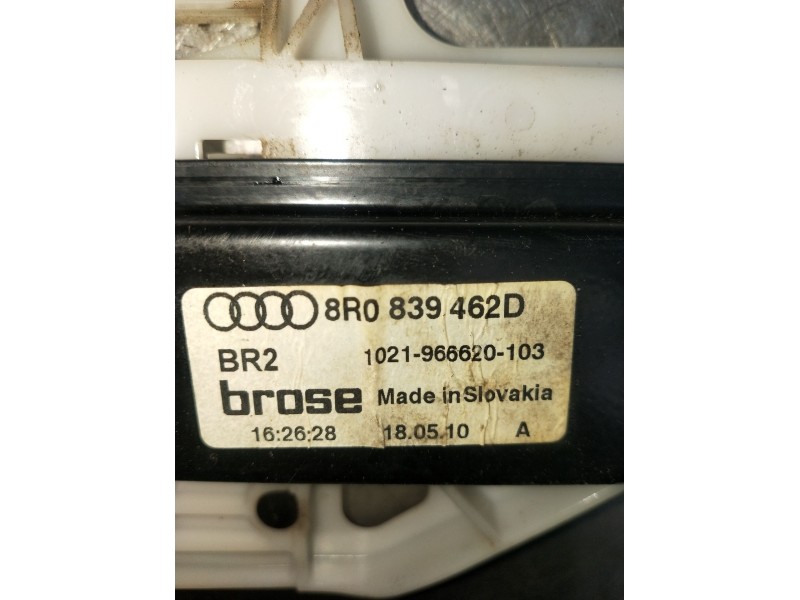 8R0 839 462D
BR2 1021-966620-103
brose Made in Slovakia
16:26:28 18.05.10 A